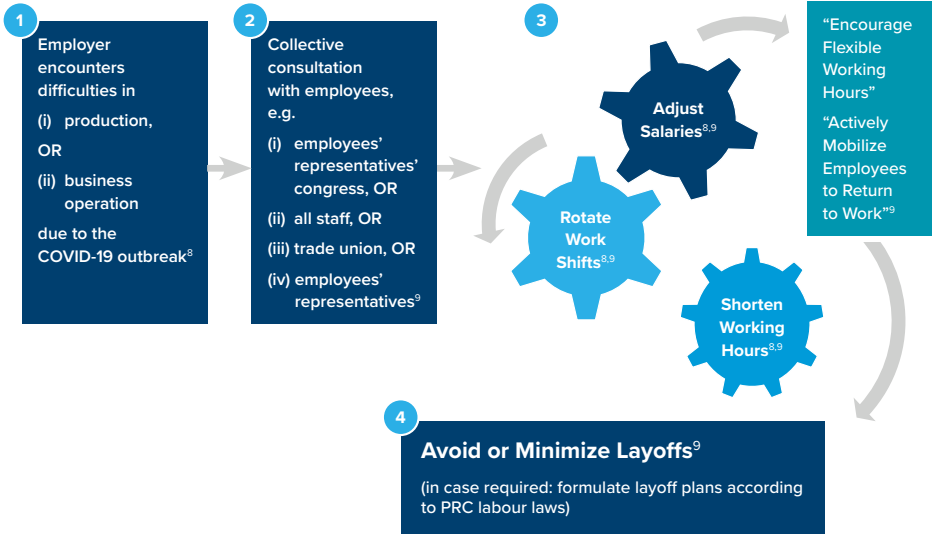 1
Employer
encounters
difficulties in
(i) production,
OR
(ii) business
operation
due to the
COVID-19 outbreak8
2
Collective
consultation
with employees,
e.g.
(i) employees’
representatives’
congress, OR
(ii) all staff, OR
(iii) trade union, OR
(iv) employees’
representatives9
3
Adjust
Salaries8,9
Rotate
Work
Shifts8,9
Shorten
Working
Hours8,9
“Encourage
Flexible
Working
Hours”
“Actively
Mobilize
Employees
to Return
to Work”9
4
Avoid or Minimize Layoffs9
(in case required: formulate layoff plans according
to PRC labour laws)